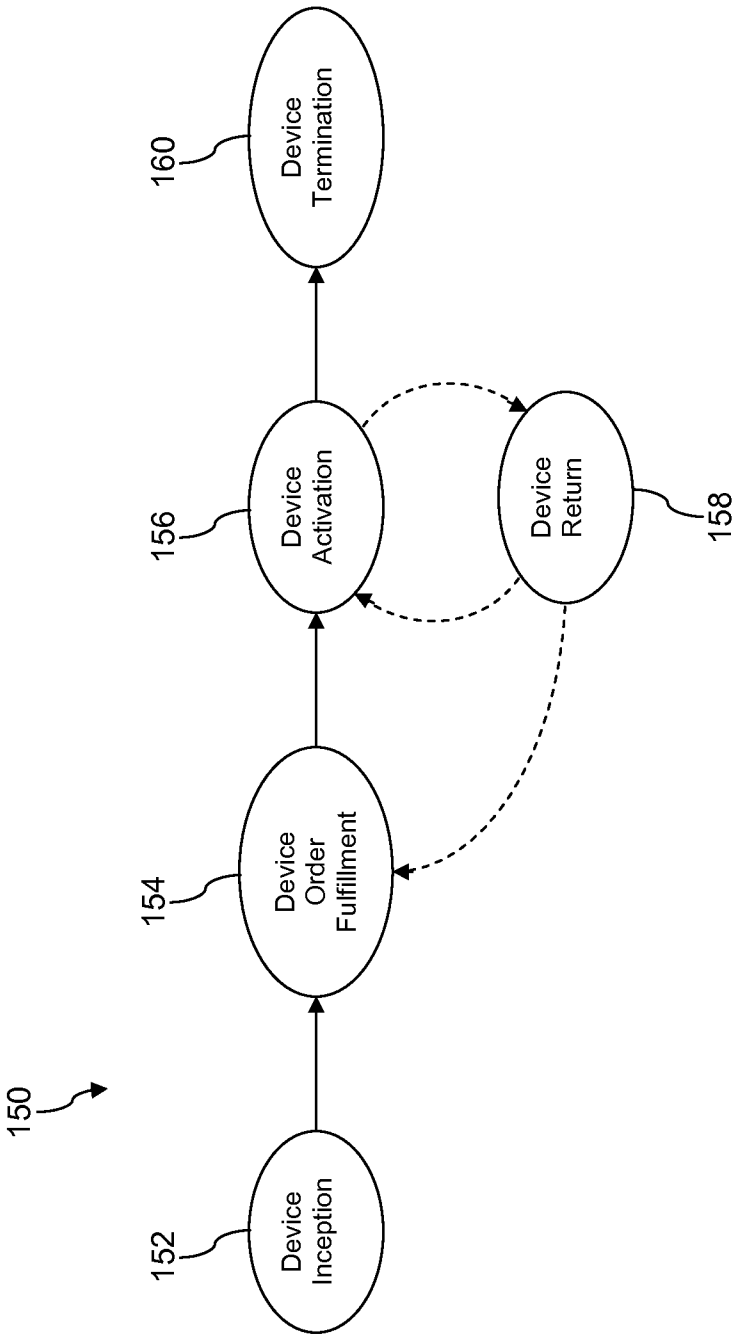 150
152
Device
Inception
154
Device
Order
Fulfillment
156
Device
Activation
160
Device
Termination
Device
Return
158